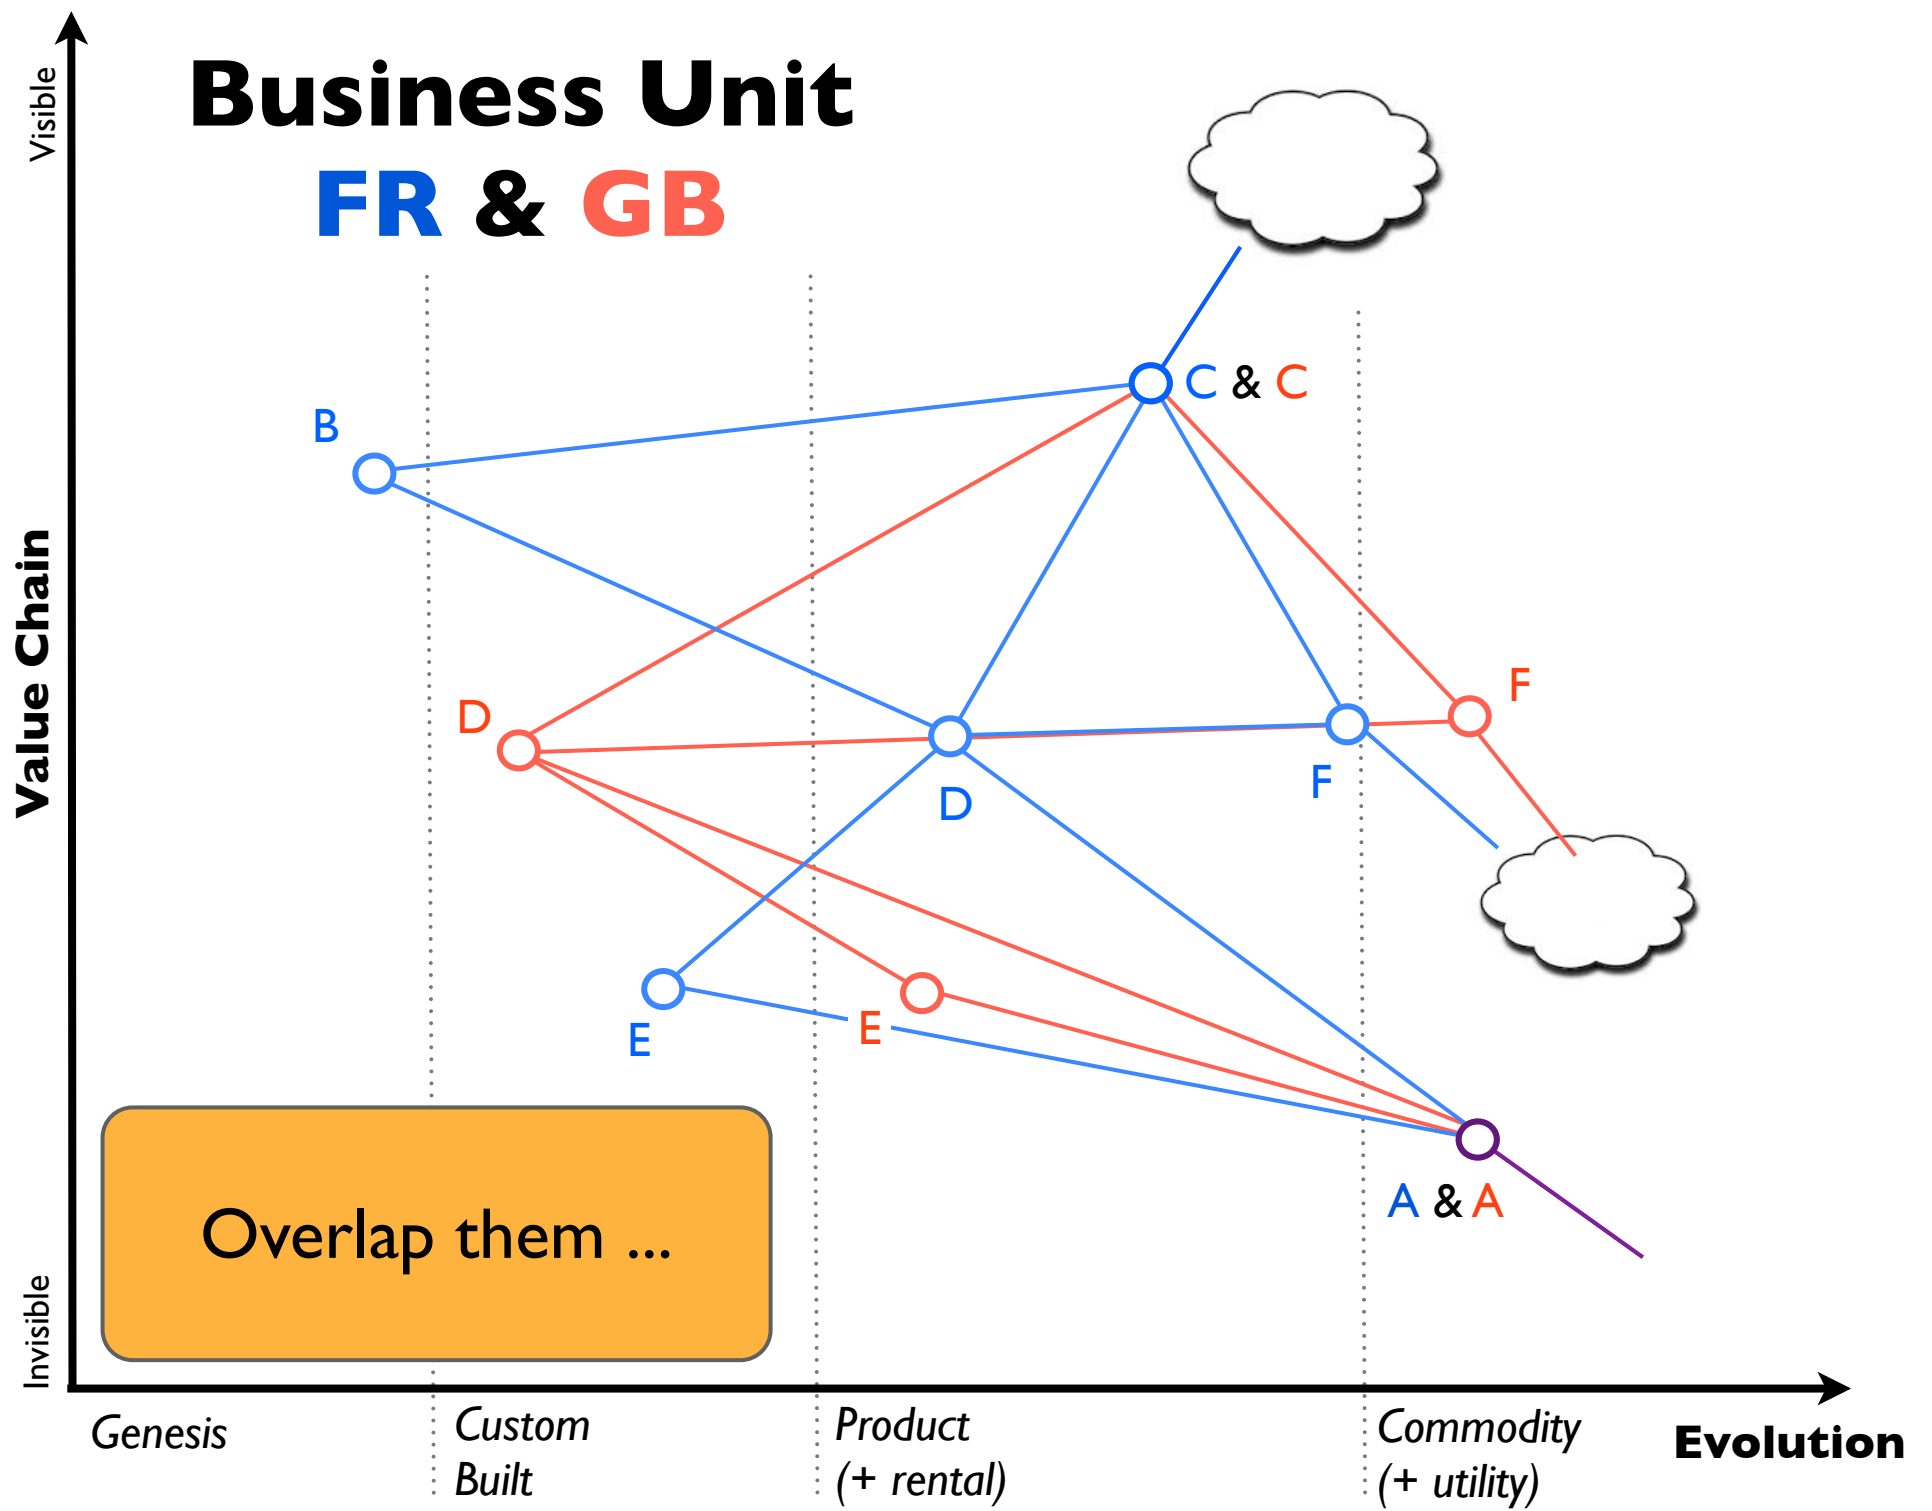 Business Unit
FR & GB
Visible
Value Chain
Invisible
B
C & C
D
F
D
F
E
E
A & A
Overlap them ...
Genesis
Custom
Built
Product
(+ rental)
Commodity
(+ utility)
Evolution